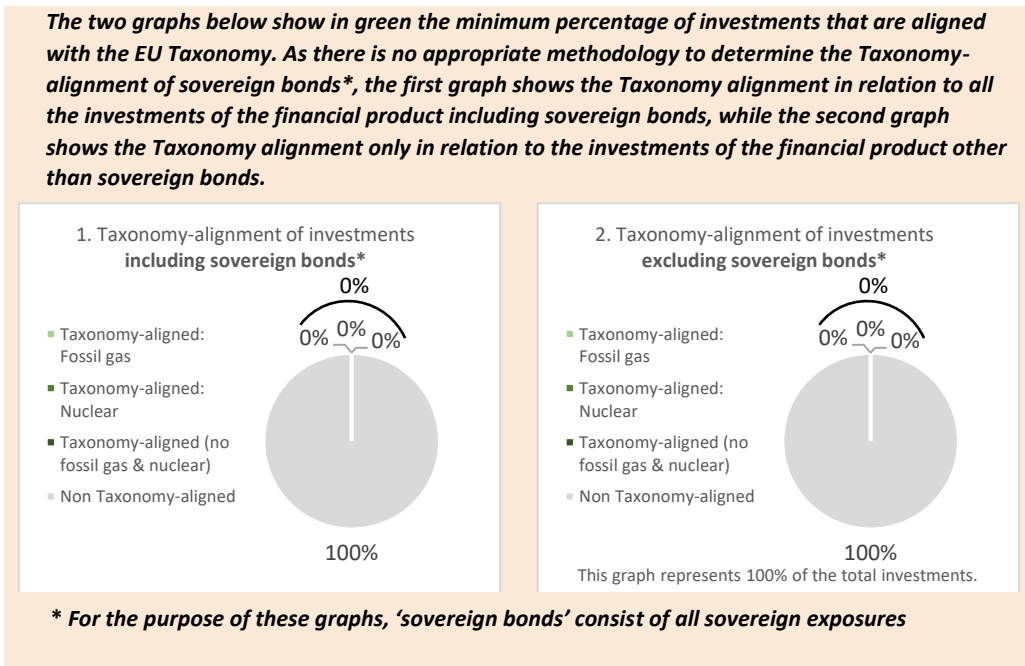 The two graphs below show in green the minimum percentage of investments that are aligned
with the EU Taxonomy. As there is no appropriate methodology to determine the Taxonomy-
alignment of sovereign bonds*, the first graph shows the Taxonomy alignment in relation to all
the investments of the financial product including sovereign bonds, while the second graph
shows the Taxonomy alignment only in relation to the investments of the financial product other
than sovereign bonds.
1. Taxonomy-alignment of investments
including sovereign bonds*
0%
0% 0% 0%
Taxonomy-aligned:
Fossil gas
Taxonomy-aligned:
Nuclear
Taxonomy-aligned (no
fossil gas & nuclear)
Non Taxonomy-aligned
100%
2. Taxonomy-alignment of investments
excluding sovereign bonds*
0%
0% 0% 0%
Taxonomy-aligned:
Fossil gas
Taxonomy-aligned:
Nuclear
Taxonomy-aligned (no
fossil gas & nuclear)
Non Taxonomy-aligned
100%
This graph represents 100% of the total investments.
* For the purpose of these graphs, ‘sovereign bonds’ consist of all sovereign exposures